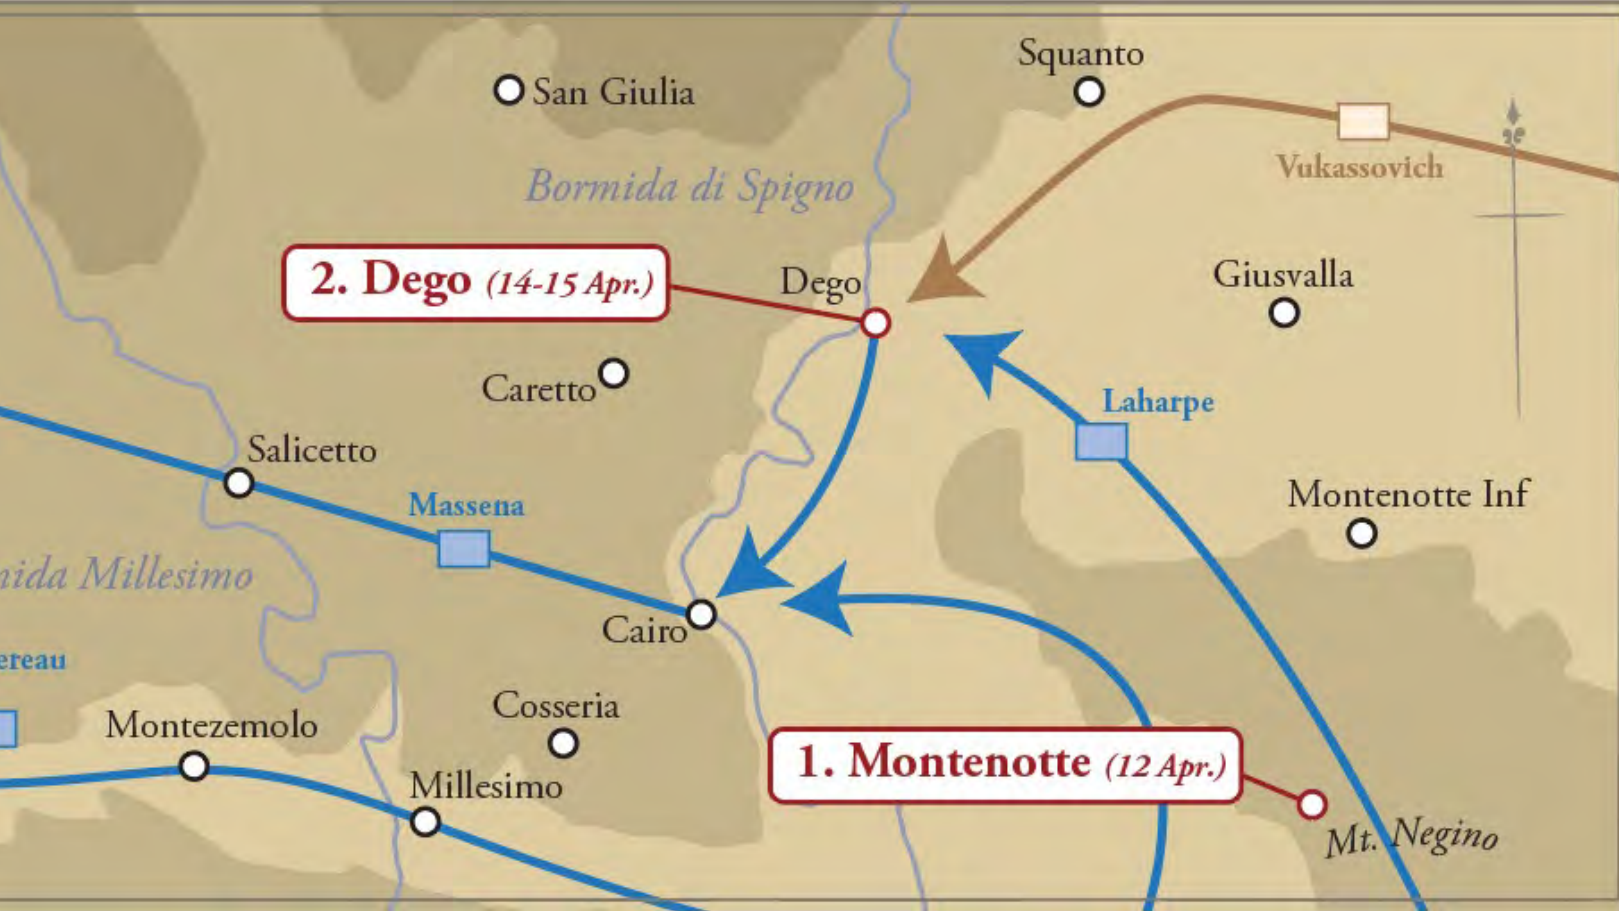 Squanto
San Giulia
Vukassovich
Bormida di Spigno
2. Dego (14-15 Apr.)
Dego
Giusvalla
Caretto
Laharpe
Salicetto
Massena
Montenotte Inf
mida Millesimo
Cairo
ereau
Cosseria
Montezemolo
Millesimo
1. Montenotte (12 Apr.)
Mt. Negino